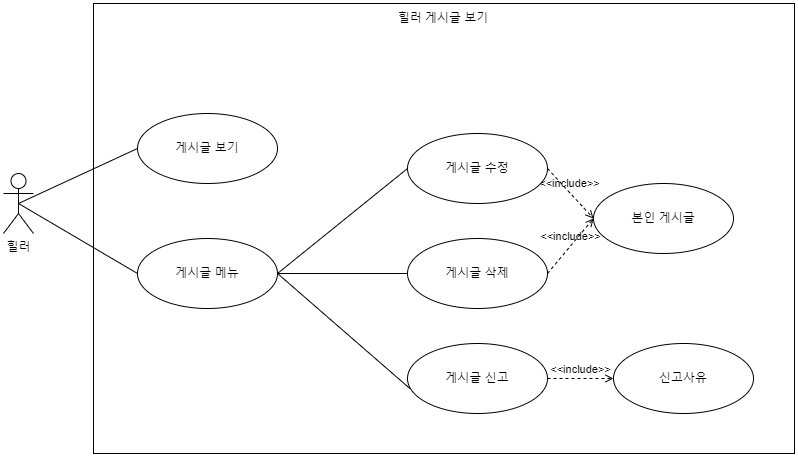 힐러 게시글 보기
게시글 보기
게시글 수정
<<include>>
본인 게시글
<<include>>
힐러
게시글 메뉴
게시글 삭제
게시글 신고
<<include>>
신고사유